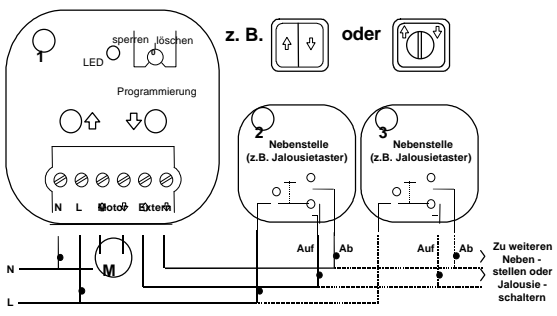 z. B. oder
sperren löschen
1
LED
Programmierung
2
Nebenstelle
(z.B. Jalousietaster)
3
Nebenstelle
(z.B. Jalousietaster)
N L Motor Extern
Auf Ab
Auf Ab
M
N
L
Zu weiteren
Neben -
stellen oder
Jalousie -
schaltern